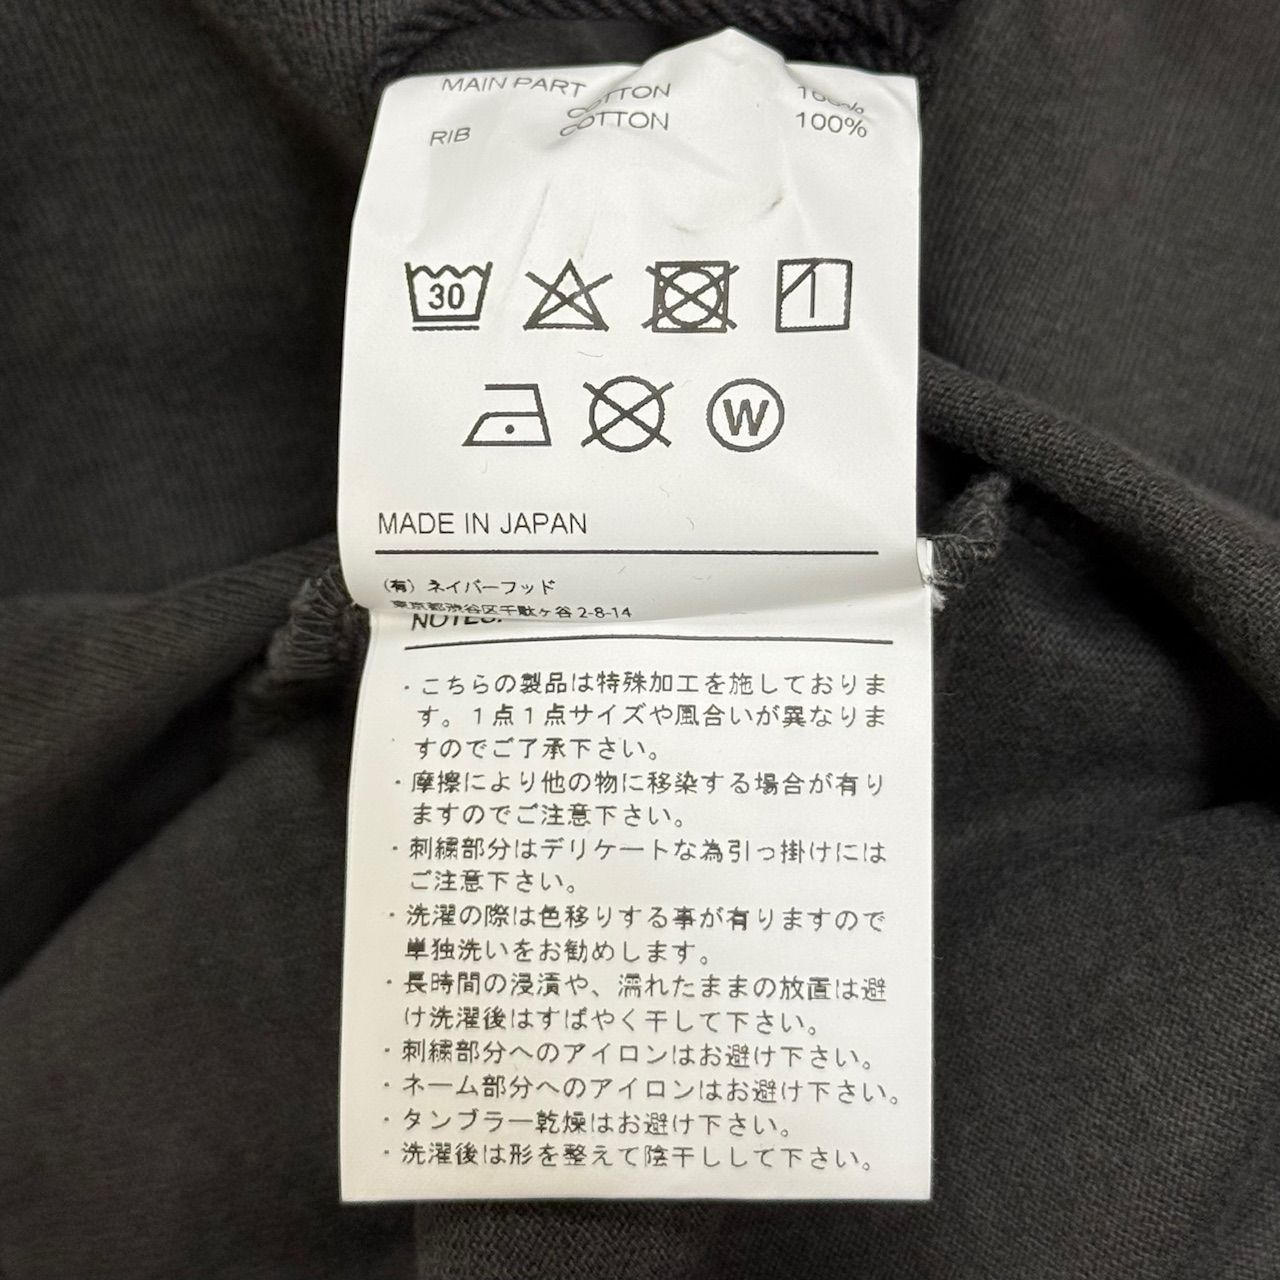 MAIN PART COTTON 100%
COTTON
RIB COTTON 100%
30
W
MADE IN JAPAN
(有) ネイバーフッド
東京都渋谷区千駄ヶ谷 2-8-14
NOTES:
・こちらの製品は特殊加工を施しておりま
す。1点1点サイズや風合いが異なりま
すのでご了承下さい。
・摩擦により他の物に移染する場合が有り
ますのでご注意下さい。
・刺繍部分はデリケートな為引っ掛けには
ご注意下さい。
・洗濯の際は色移りする事が有りますので
単独洗いをお勧めします。
・長時間の浸漬や、濡れたままの放置は避
け洗濯後はすばやく干して下さい。
・刺繍部分へのアイロンはお避け下さい。
・ネーム部分へのアイロンはお避け下さい。
・タンブラー乾燥はお避け下さい。
・洗濯後は形を整えて陰干しして下さい。